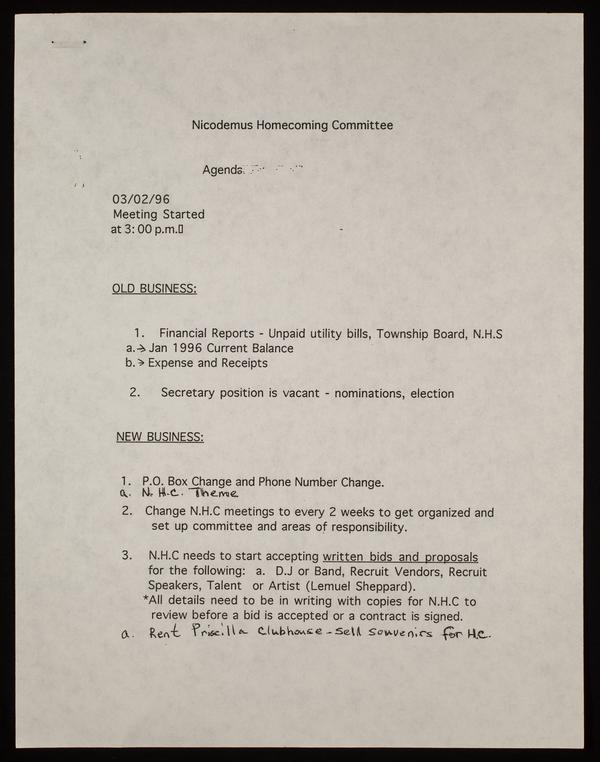 Nicodemus Homecoming Committee
Agenda
03/02/96
Meeting Started
at 3:00 p.m.
OLD BUSINESS:
1. Financial Reports - Unpaid utility bills, Township Board, N.H.S
a.→ Jan 1996 Current Balance
b.> Expense and Receipts
2. Secretary position is vacant - nominations, election
NEW BUSINESS:
1. P.O. Box Change and Phone Number Change.
a. N.H.C. Theme
2. Change N.H.C meetings to every 2 weeks to get organized and
set up committee and areas of responsibility.
3. N.H.C needs to start accepting written bids and proposals
for the following: a. D.J or Band, Recruit Vendors, Recruit
Speakers, Talent or Artist (Lemuel Sheppard).
*All details need to be in writing with copies for N.H.C to
review before a bid is accepted or a contract is signed.
a. Rent Priscilla Clubhouse - Sell souvenirs for H.C.